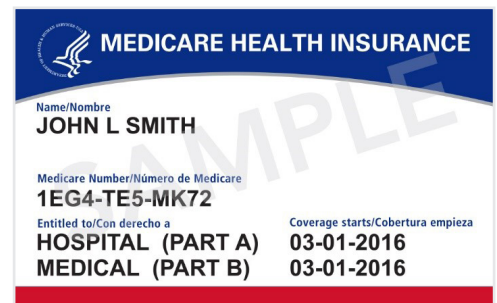 MEDICARE HEALTH INSURANCE
Name/Nombre
JOHN L SMITH
Medicare Number/Número de Medicare
1EG4-TE5-MK72
Entitled to/Con derecho a Coverage starts/Cobertura empieza
HOSPITAL (PART A) 03-01-2016
MEDICAL (PART B) 03-01-2016
SAMPLE